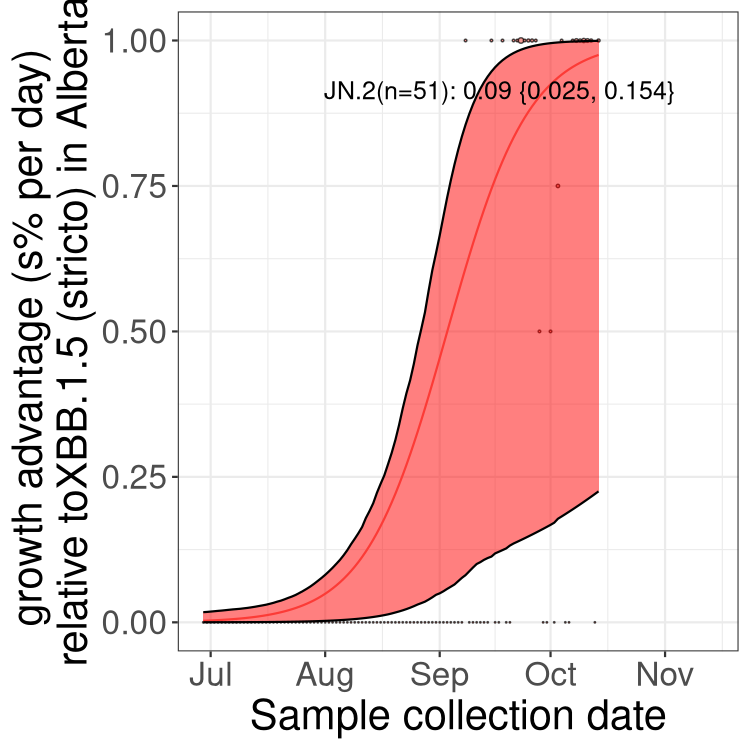 growth advantage (s% per day)
relative toXBB.1.5 (stricto) in Alberta
1.00
0.75
0.50
0.25
0.00
JN.2(n=51): 0.09 {0.025, 0.154}
Jul Aug Sep Oct Nov
Sample collection date